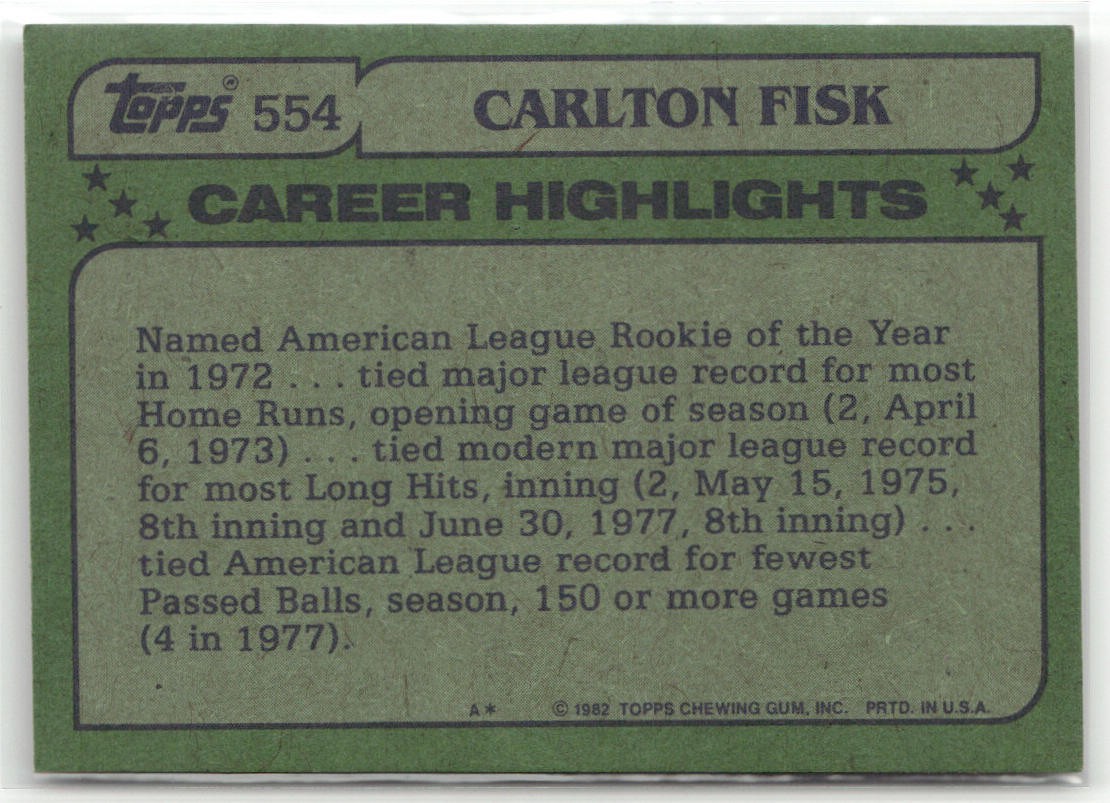 topps® 554
CARLTON FISK
CAREER HIGHLIGHTS
Named American League Rookie of the Year
in 1972 . . . tied major league record for most
Home Runs, opening game of season (2, April
6, 1973) . . . tied modern major league record
for most Long Hits, inning (2, May 15, 1975,
8th inning and June 30, 1977, 8th inning) . . .
tied American League record for fewest
Passed Balls, season, 150 or more games
(4 in 1977).
A* © 1982 TOPPS CHEWING GUM, INC. PRTD. IN U.S.A.